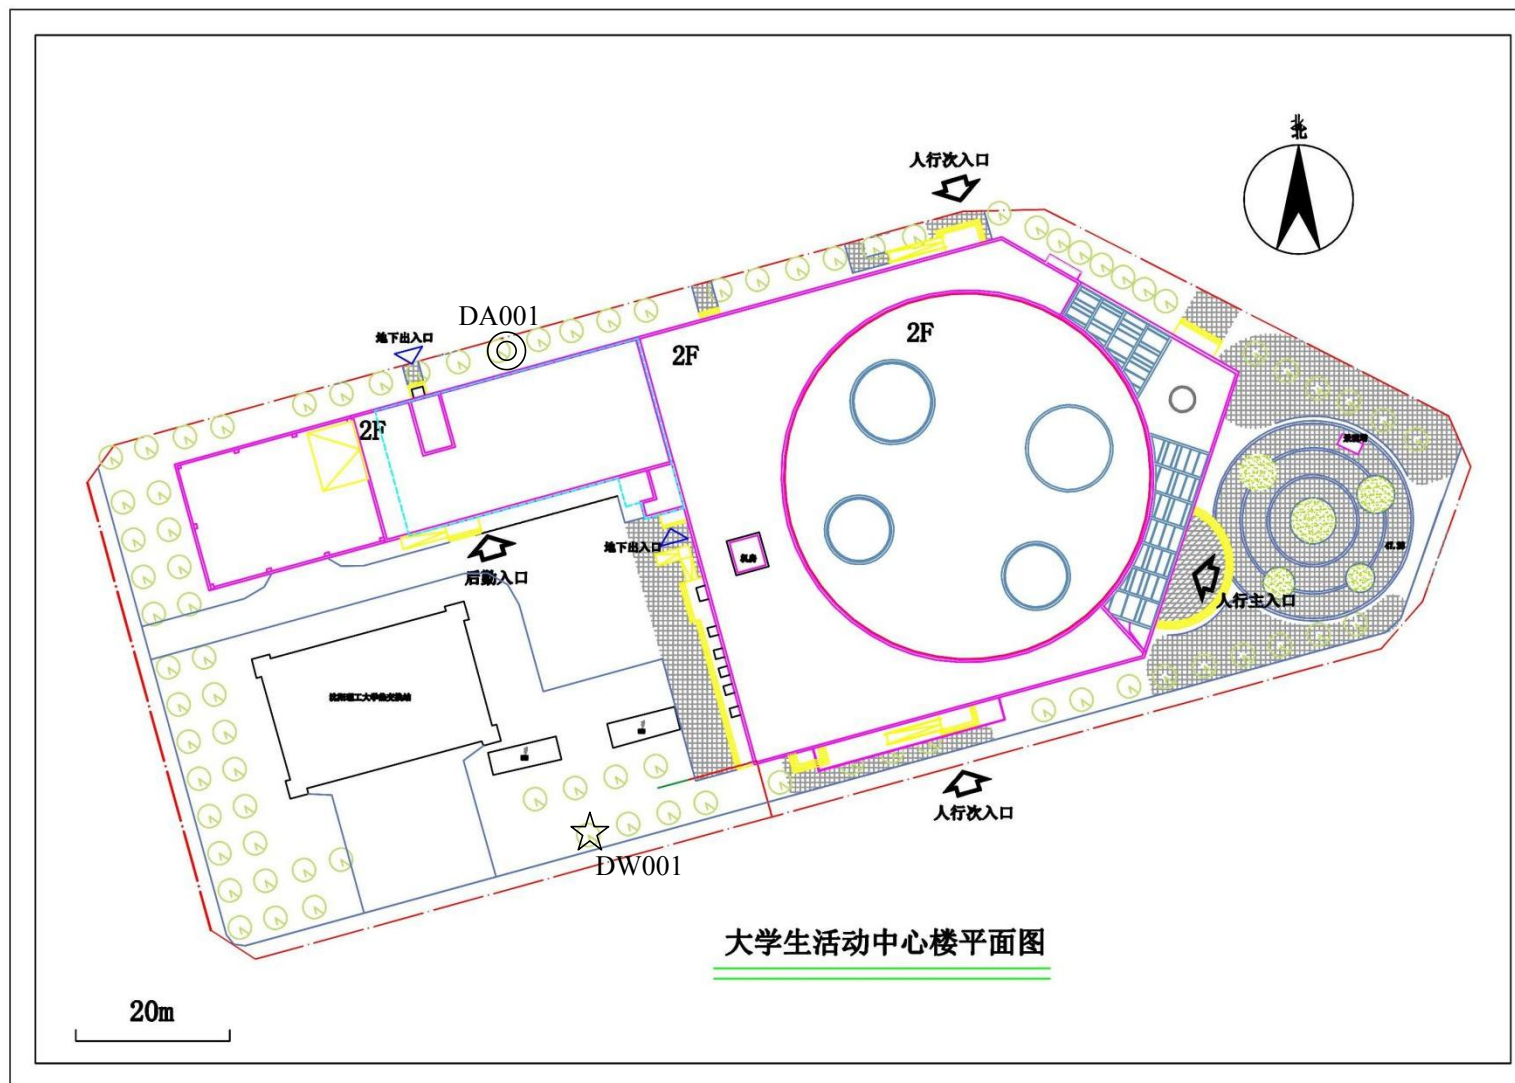 北
人行次入口
DA001
地下出入口
2F
2F
2F
地下出入口
机房
后勤入口
人行主入口
人行次入口
DW001
大学生活动中心楼平面图
20m